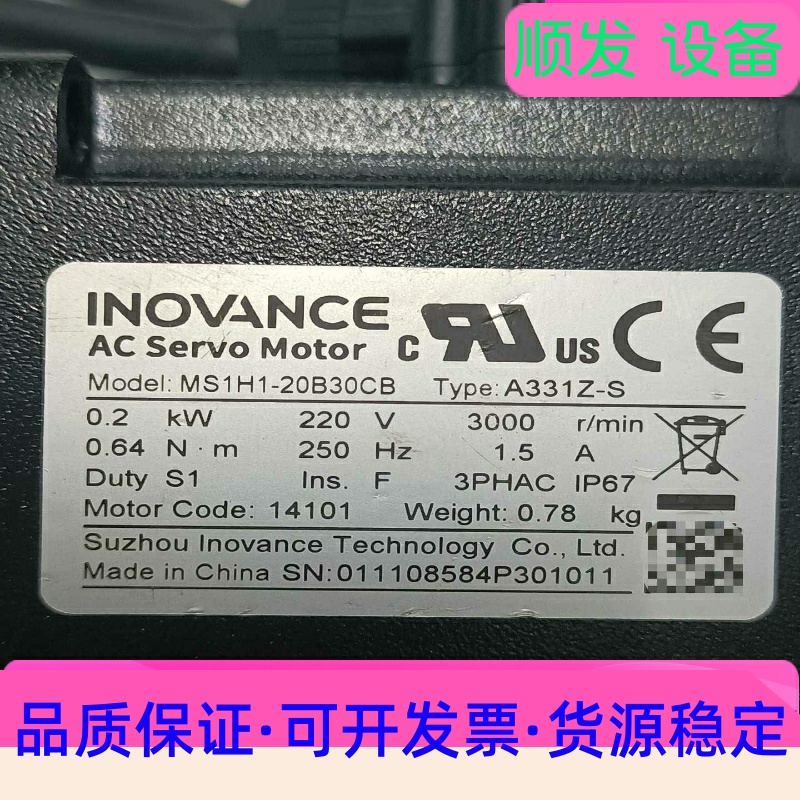 顺发 设备
INOVANCE
AC Servo Motor C RU US CE
Model: MS1H1-20B30CB Type: A331Z-S
0.2 kW 220 V 3000 r/min
0.64 N·m 250 Hz 1.5 A
Duty S1 Ins. F 3PHAC IP67
Motor Code: 14101 Weight: 0.78 kg
Suzhou Inovance Technology Co., Ltd.
Made in China SN:011108584P301011
品质保证·可开发票·货源稳定